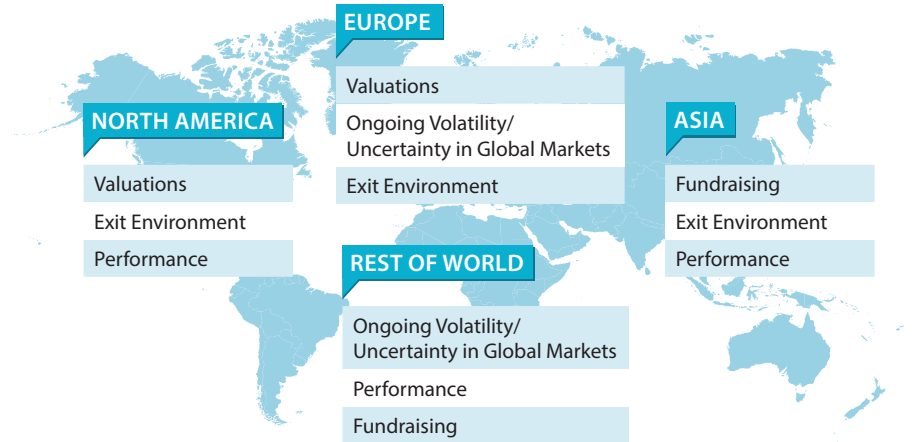 EUROPE
Valuations
Ongoing Volatility/
Uncertainty in Global Markets
Exit Environment
NORTH AMERICA
Valuations
Exit Environment
Performance
ASIA
Fundraising
Exit Environment
Performance
REST OF WORLD
Ongoing Volatility/
Uncertainty in Global Markets
Performance
Fundraising